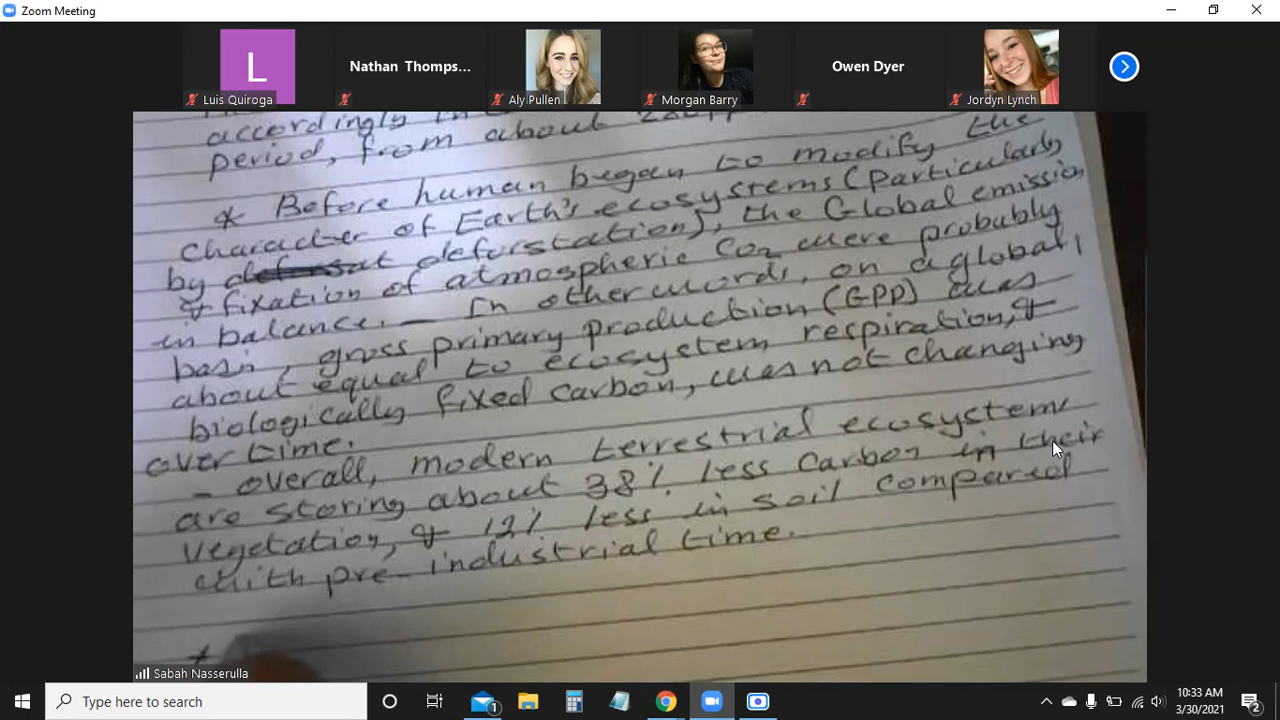 Zoom Meeting
L
Nathan Thomps...
Owen Dyer
Luis Quiroga
Aly Pullen
Morgan Barry
Jordyn Lynch
accordingly in
period, from about
* Before human began to modify the
character of Earth's ecosystems (particularly
by deforstation), the Global emission
& fixation of atmospheric CO2 were probably
in balance. — In other words, on a global
basis, gross primary production (GPP) was
about equal to ecosystem respiration, &
biologically fixed carbon, was not changing
over time.
- overall, modern terrestrial ecosystems
are storing about 38% less carbon in their
vegetation, & 12% less in soil compared
with pre-industrial time.
*
Sabah Nasserulla
Type here to search
1
10:33 AM
3/30/2021
2